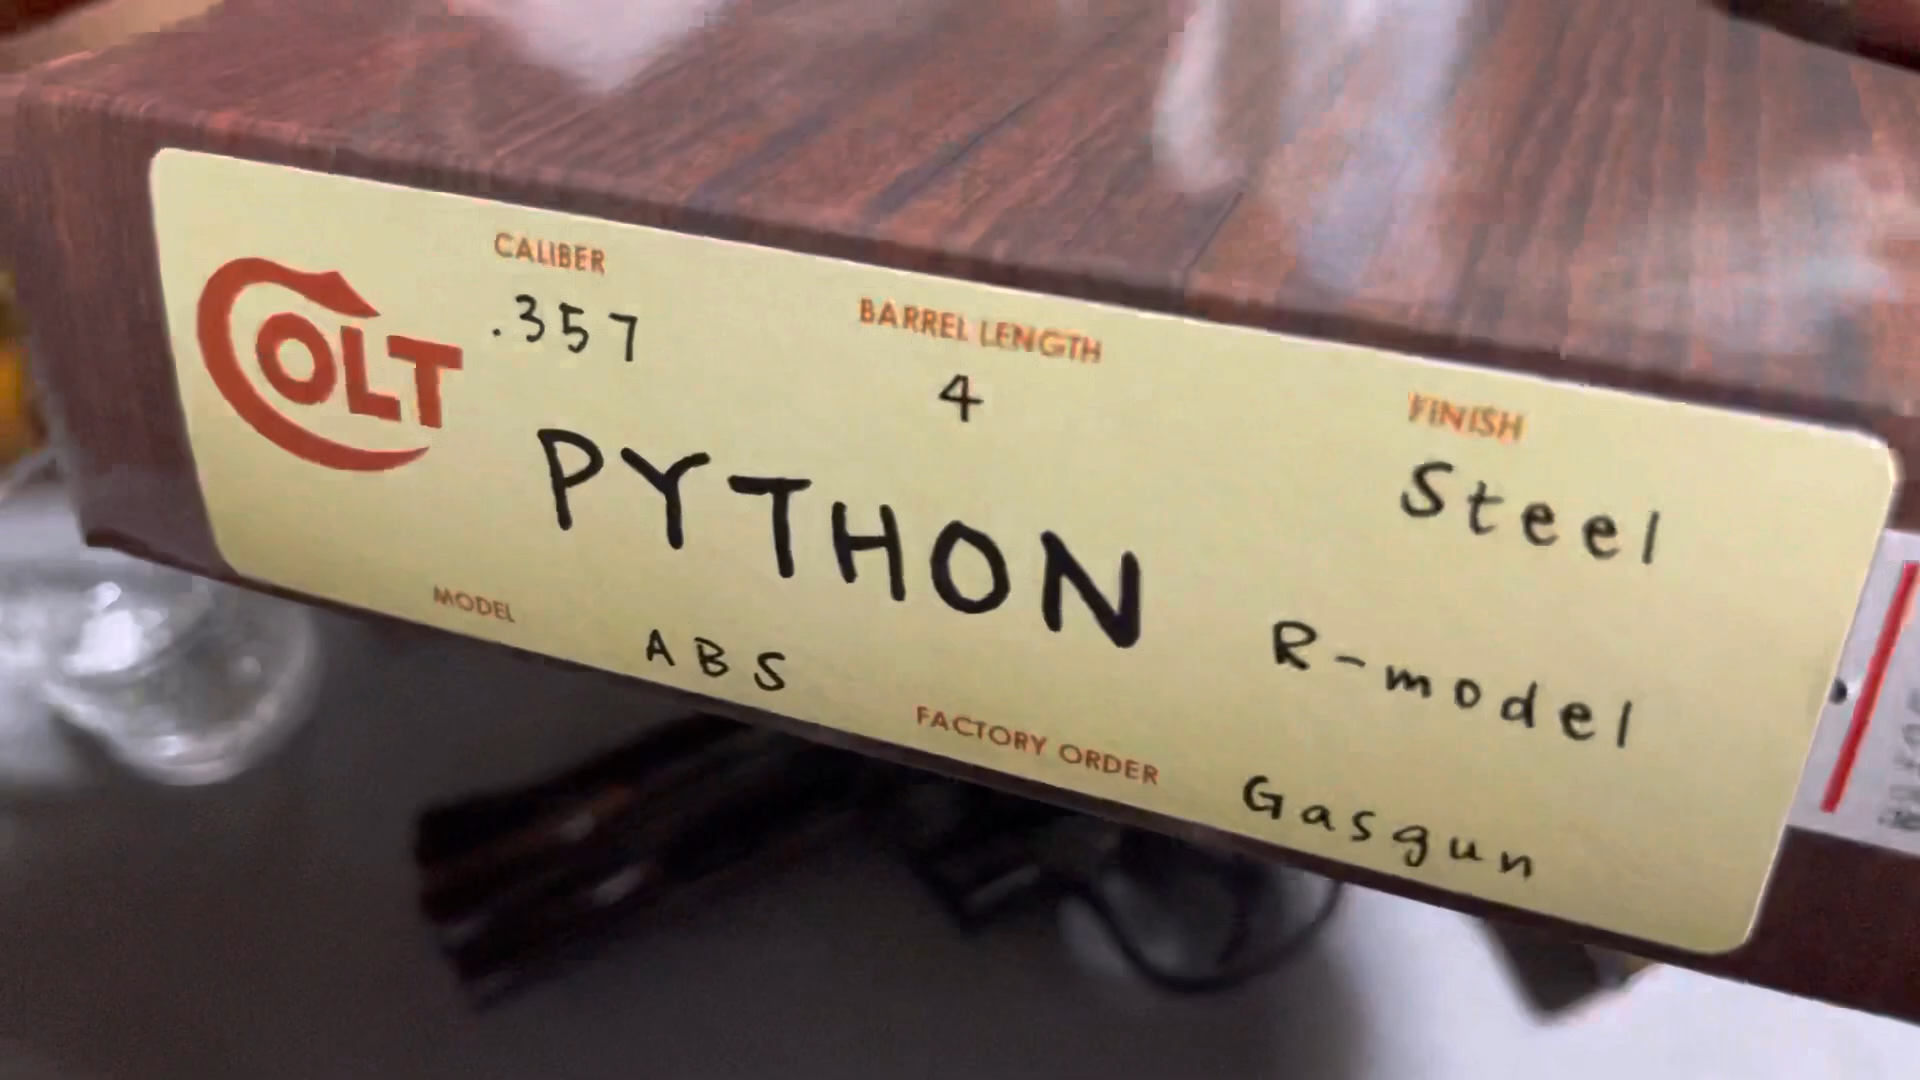 COLT
CALIBER
.357
BARREL LENGTH
4
FINISH
Steel
PYTHON
R-model
MODEL
ABS
FACTORY ORDER
Gasgun